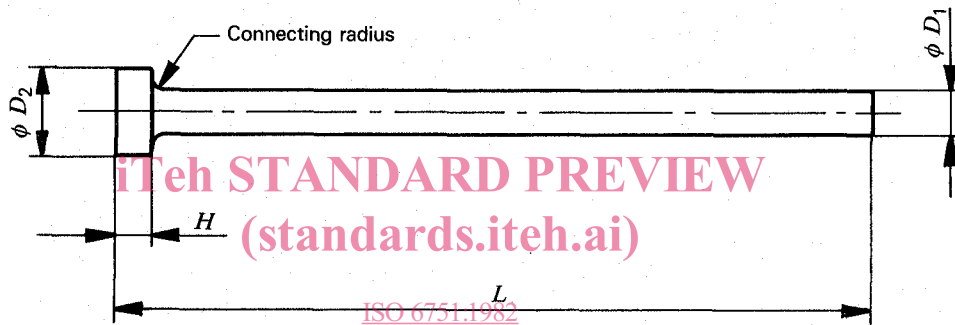 Connecting radius
ϕ D₁
ϕ D₂
iTeh STANDARD PREVIEW
H
(standards.iteh.ai)
L
ISO 6751:1982